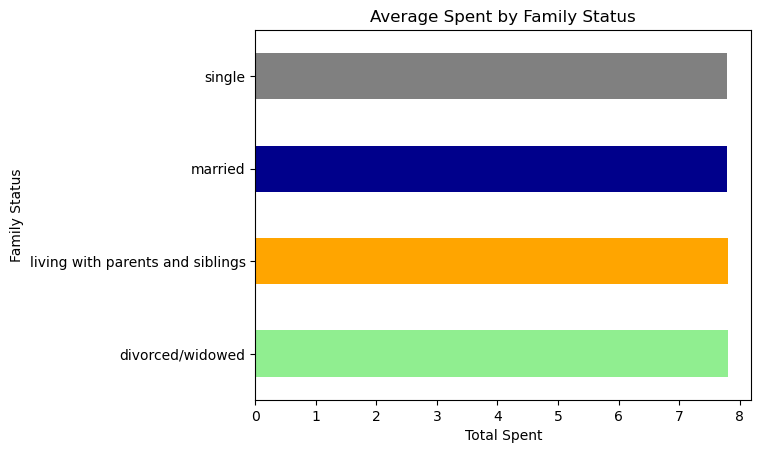 Average Spent by Family Status
single
married
living with parents and siblings
divorced/widowed
Family Status
0 1 2 3 4 5 6 7 8
Total Spent